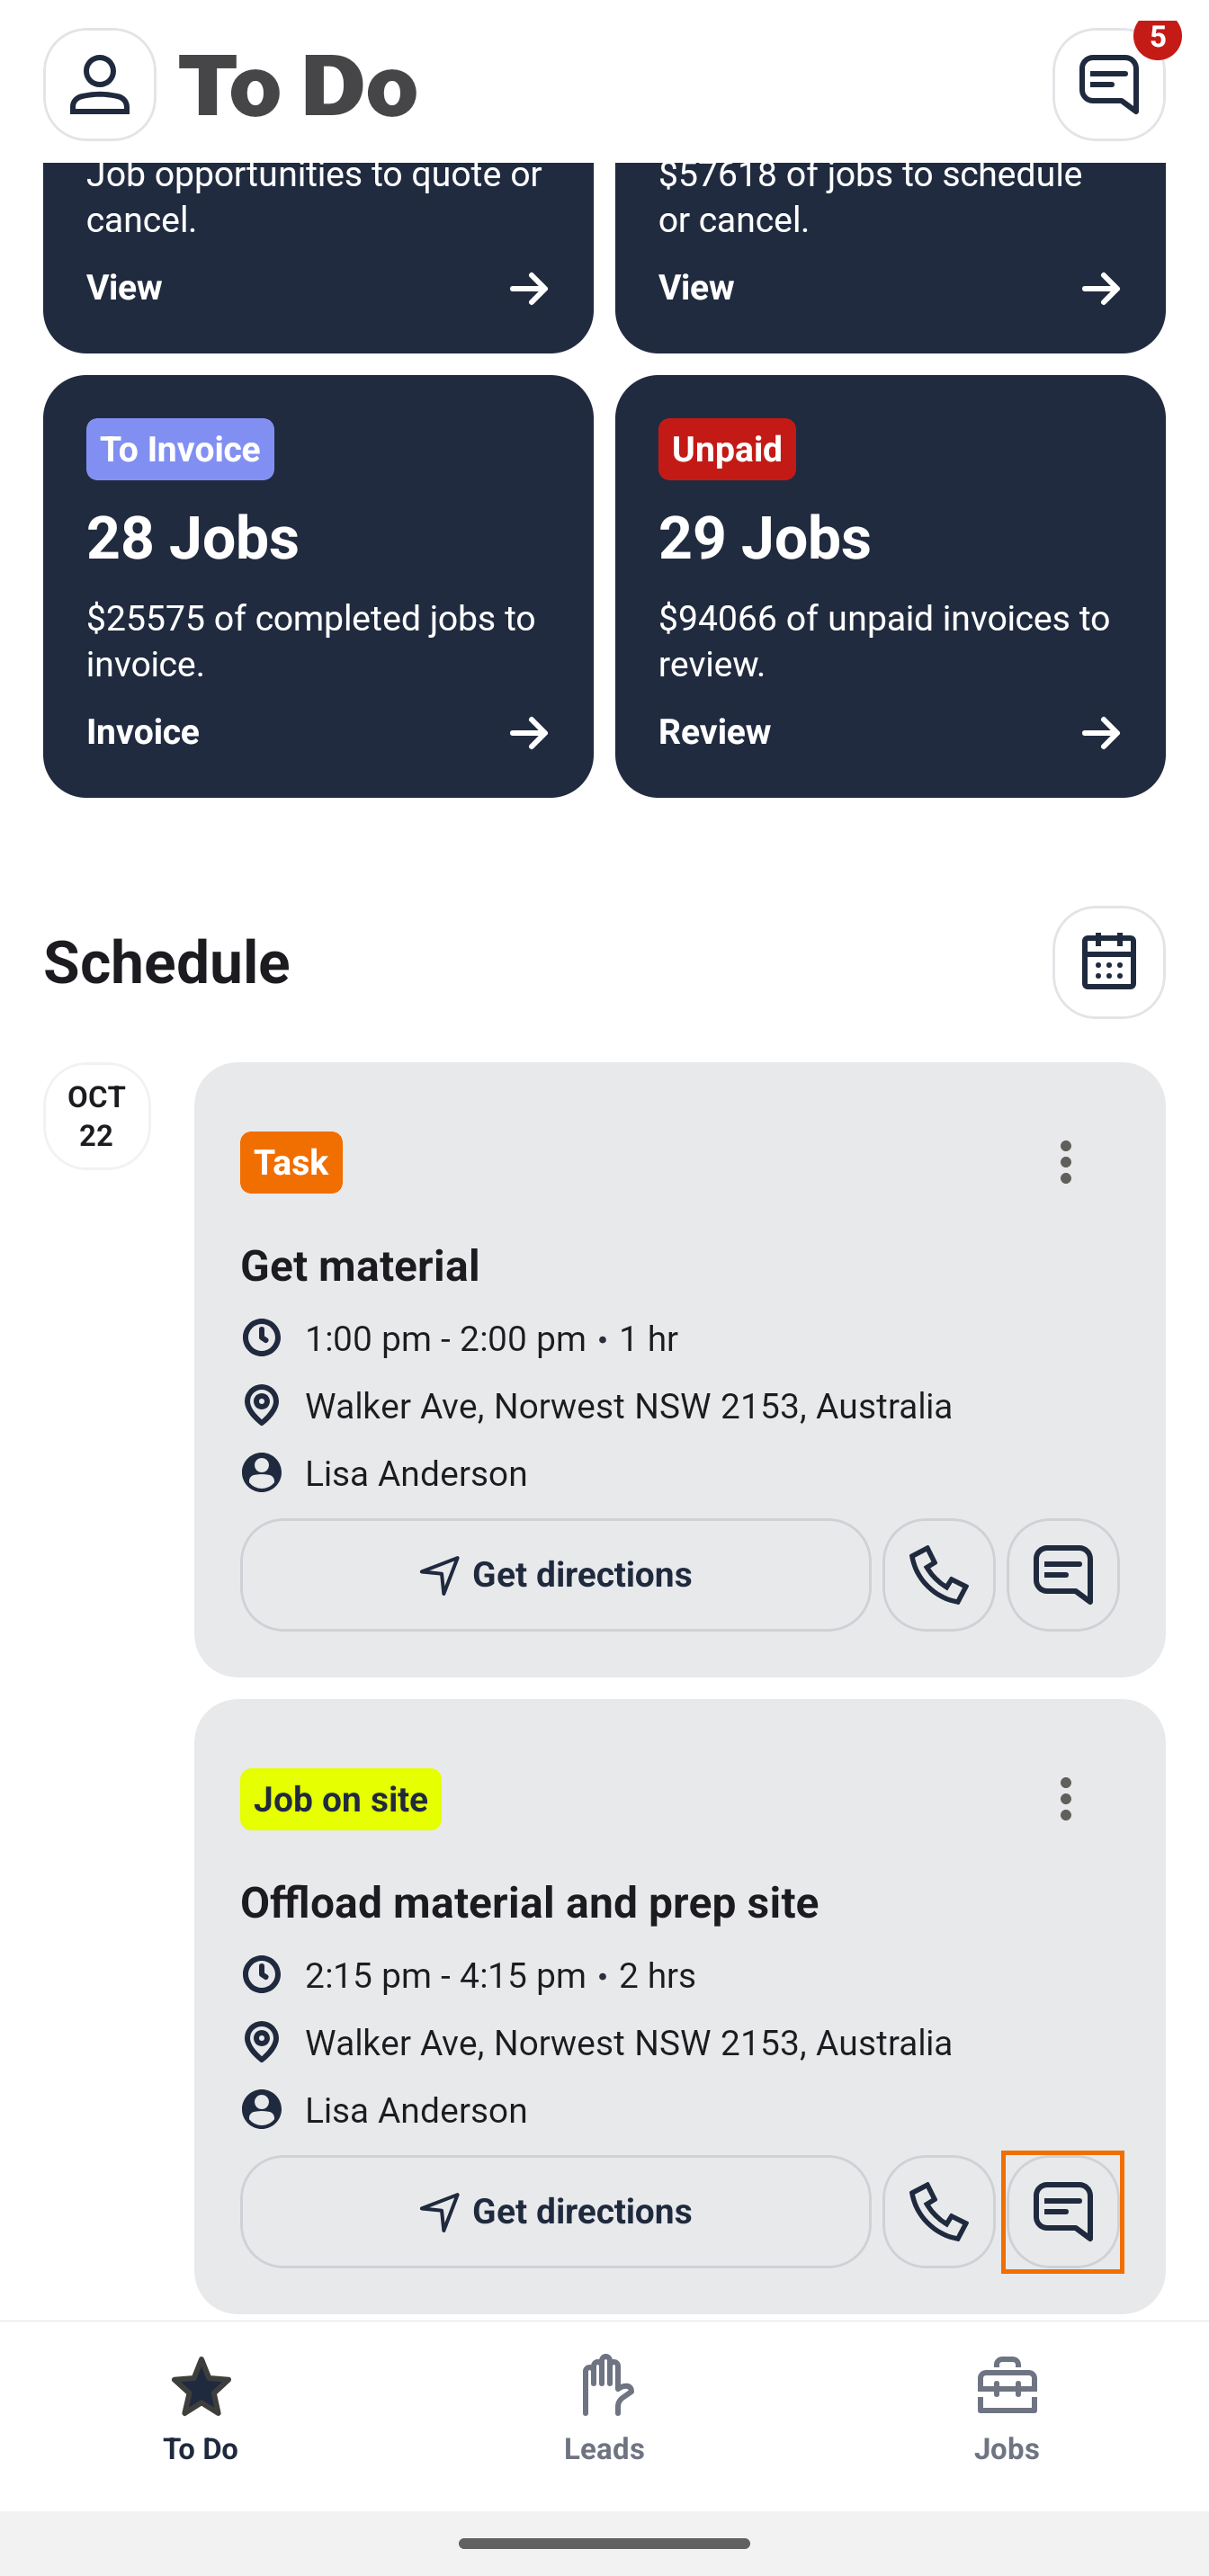 To Do
5
Job opportunities to quote or
cancel.
View
$57618 of jobs to schedule
or cancel.
View
To Invoice
28 Jobs
$25575 of completed jobs to
invoice.
Invoice
Unpaid
29 Jobs
$94066 of unpaid invoices to
review.
Review
Schedule
OCT
22
Task
Get material
1:00 pm - 2:00 pm • 1 hr
Walker Ave, Norwest NSW 2153, Australia
Lisa Anderson
Get directions
Job on site
Offload material and prep site
2:15 pm - 4:15 pm • 2 hrs
Walker Ave, Norwest NSW 2153, Australia
Lisa Anderson
Get directions
To Do
Leads
Jobs